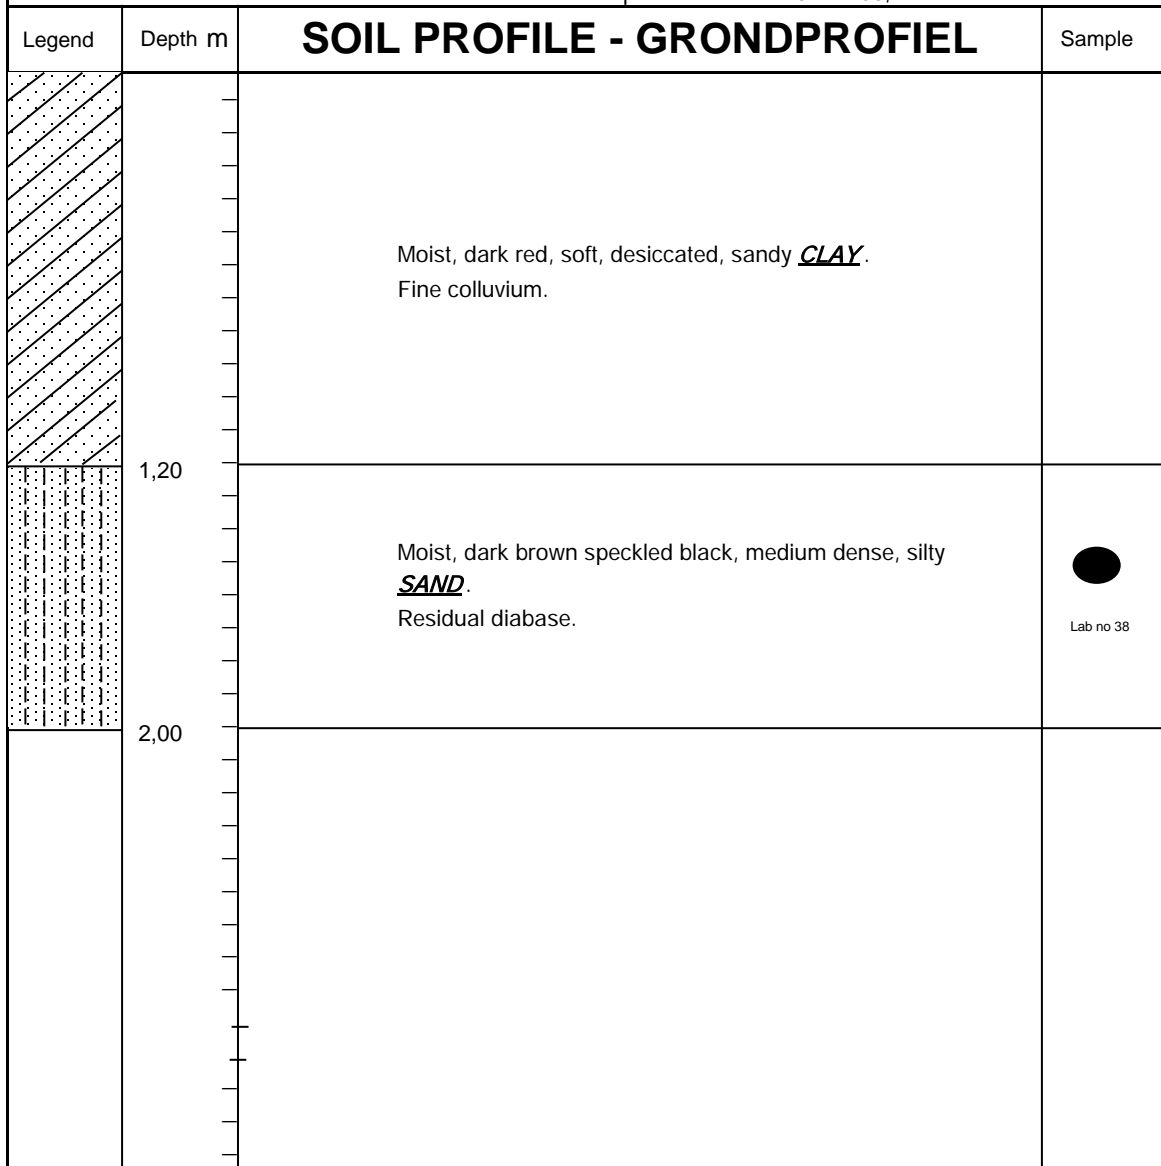 Legend
Depth m
SOIL PROFILE - GRONDPROFIEL
Sample
Moist, dark red, soft, desiccated, sandy CLAY.
Fine colluvium.
1,20
Moist, dark brown speckled black, medium dense, silty
SAND.
Residual diabase.
Lab no 38
2,00